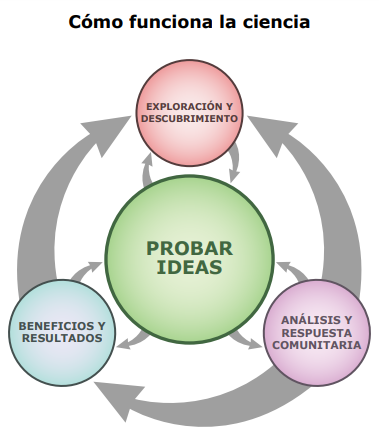 Cómo funciona la ciencia
EXPLORACIÓN Y
DESCUBRIMIENTO
PROBAR
IDEAS
BENEFICIOS Y
RESULTADOS
ANÁLISIS Y
RESPUESTA
COMUNITARIA